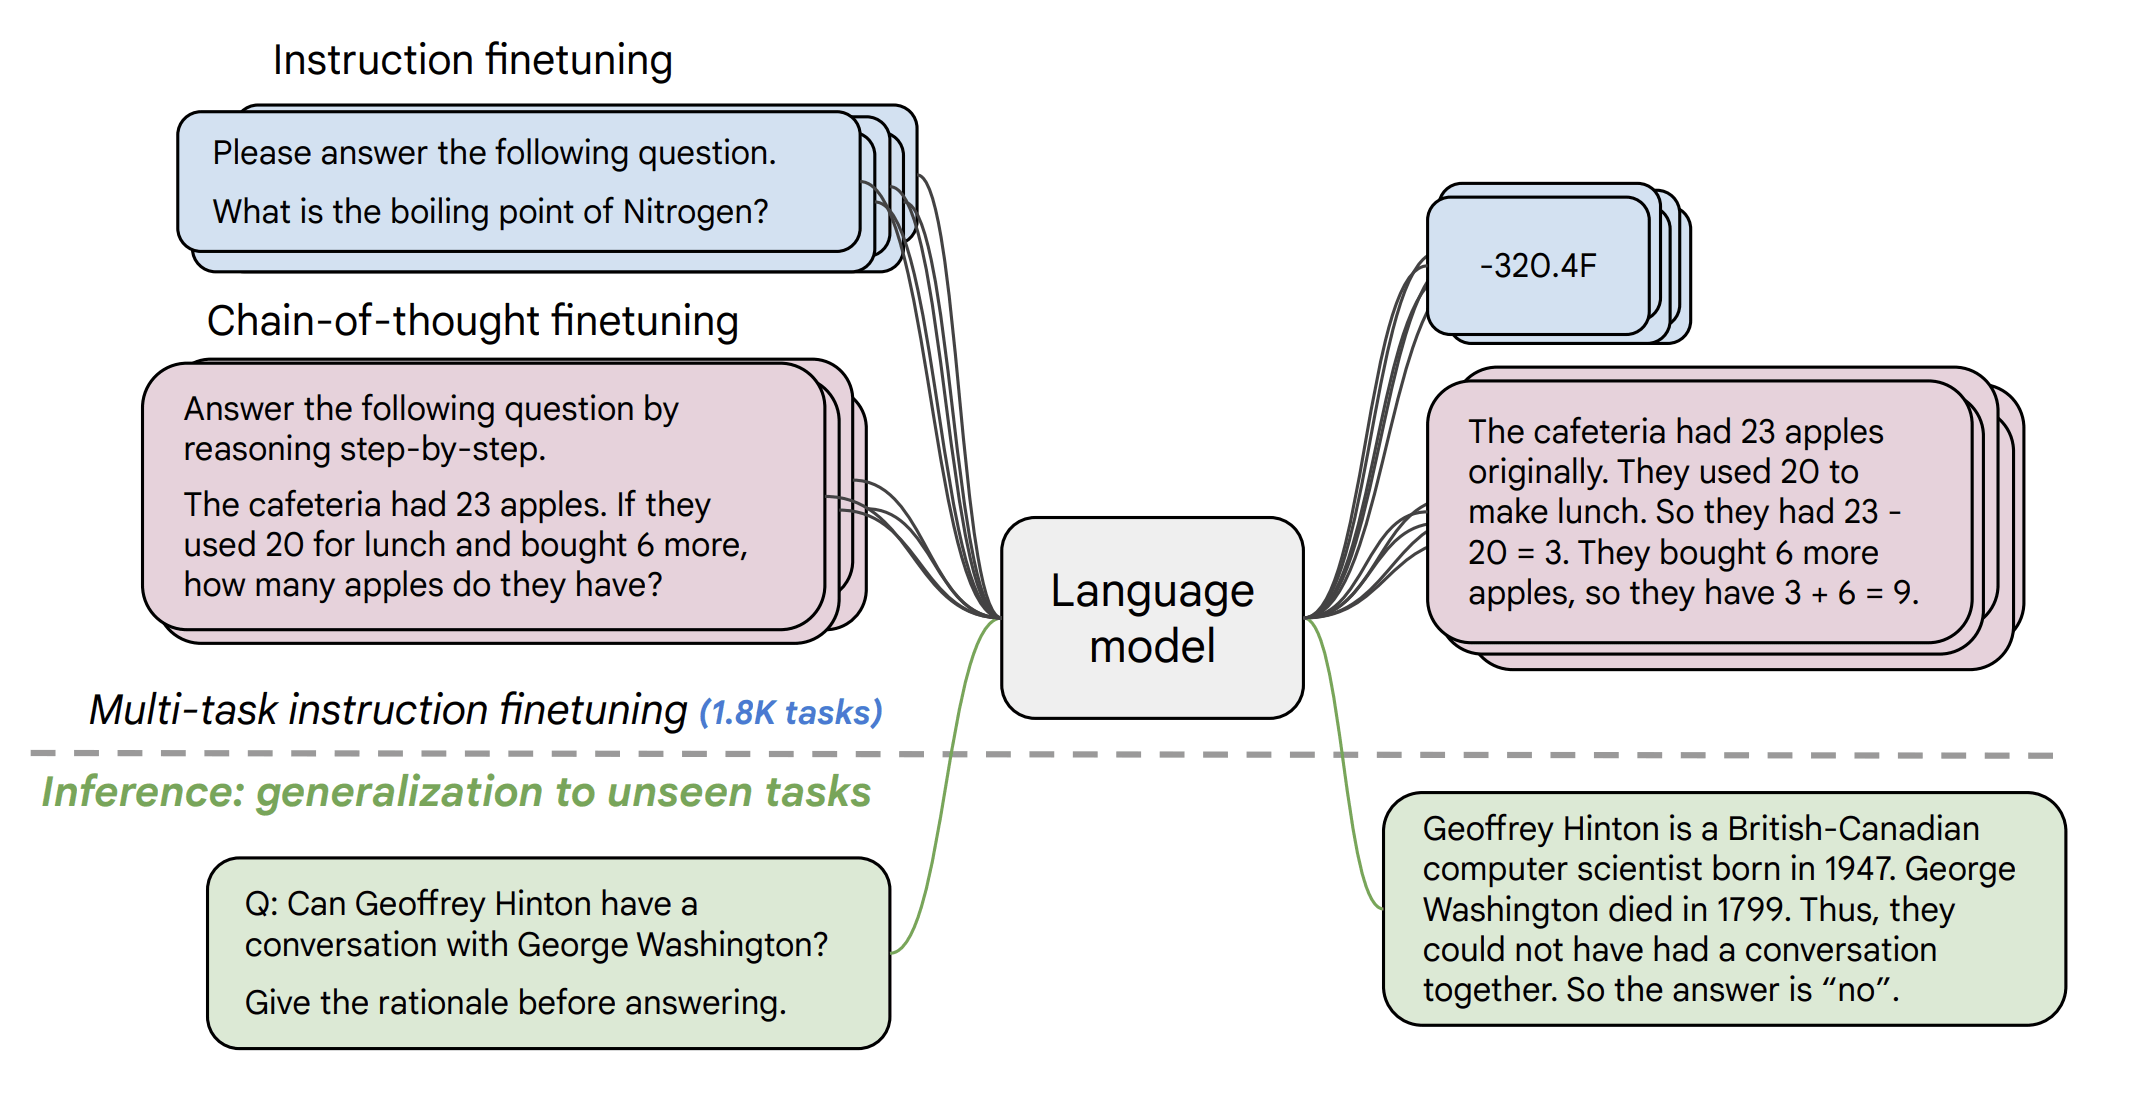 Instruction finetuning
Please answer the following question.
What is the boiling point of Nitrogen?
Chain-of-thought finetuning
Answer the following question by
reasoning step-by-step.
The cafeteria had 23 apples. If they
used 20 for lunch and bought 6 more,
how many apples do they have?
Multi-task instruction finetuning (1.8K tasks)
Language
model
-320.4F
The cafeteria had 23 apples
originally. They used 20 to
make lunch. So they had 23 -
20 = 3. They bought 6 more
apples, so they have 3 + 6 = 9.
Inference: generalization to unseen tasks
Q: Can Geoffrey Hinton have a
conversation with George Washington?
Give the rationale before answering.
Geoffrey Hinton is a British-Canadian
computer scientist born in 1947. George
Washington died in 1799. Thus, they
could not have had a conversation
together. So the answer is “no”.